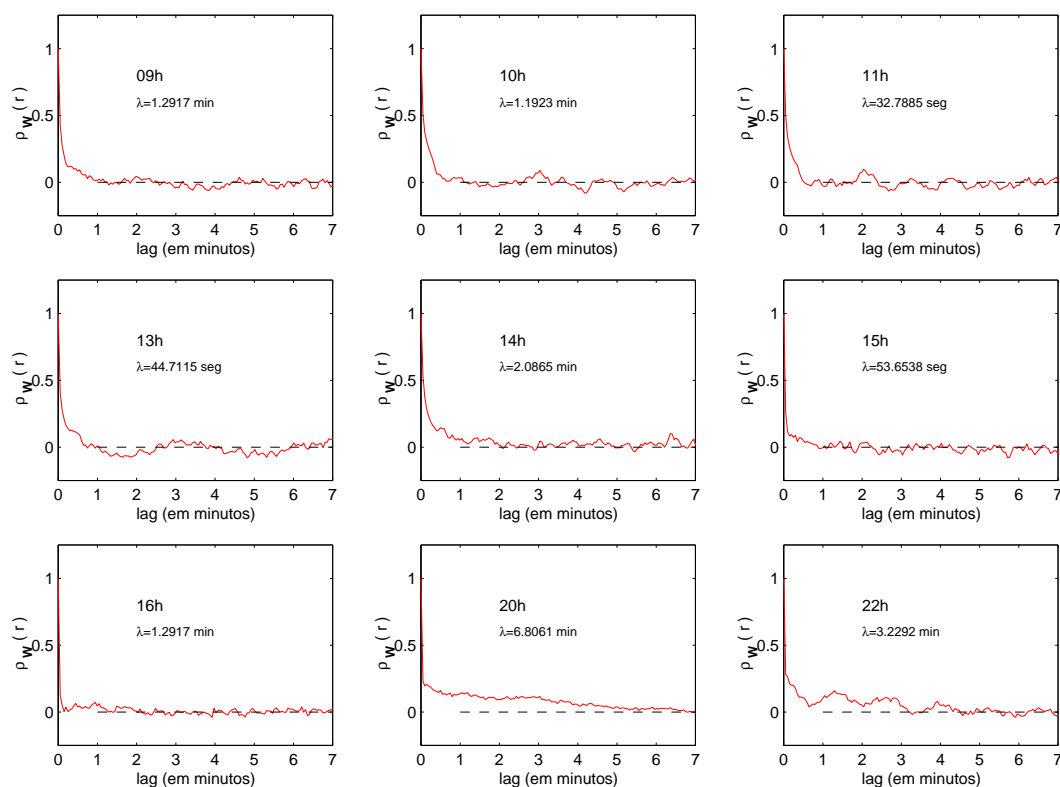 1
0.5
0
ρ_w(r)
09h
λ=1.2917 min
0 1 2 3 4 5 6 7
lag (em minutos)
1
0.5
0
ρ_w(r)
10h
λ=1.1923 min
0 1 2 3 4 5 6 7
lag (em minutos)
1
0.5
0
ρ_w(r)
11h
λ=32.7885 seg
0 1 2 3 4 5 6 7
lag (em minutos)
1
0.5
0
ρ_w(r)
13h
λ=44.7115 seg
0 1 2 3 4 5 6 7
lag (em minutos)
1
0.5
0
ρ_w(r)
14h
λ=2.0865 min
0 1 2 3 4 5 6 7
lag (em minutos)
1
0.5
0
ρ_w(r)
15h
λ=53.6538 seg
0 1 2 3 4 5 6 7
lag (em minutos)
1
0.5
0
ρ_w(r)
16h
λ=1.2917 min
0 1 2 3 4 5 6 7
lag (em minutos)
1
0.5
0
ρ_w(r)
20h
λ=6.8061 min
0 1 2 3 4 5 6 7
lag (em minutos)
1
0.5
0
ρ_w(r)
22h
λ=3.2292 min
0 1 2 3 4 5 6 7
lag (em minutos)